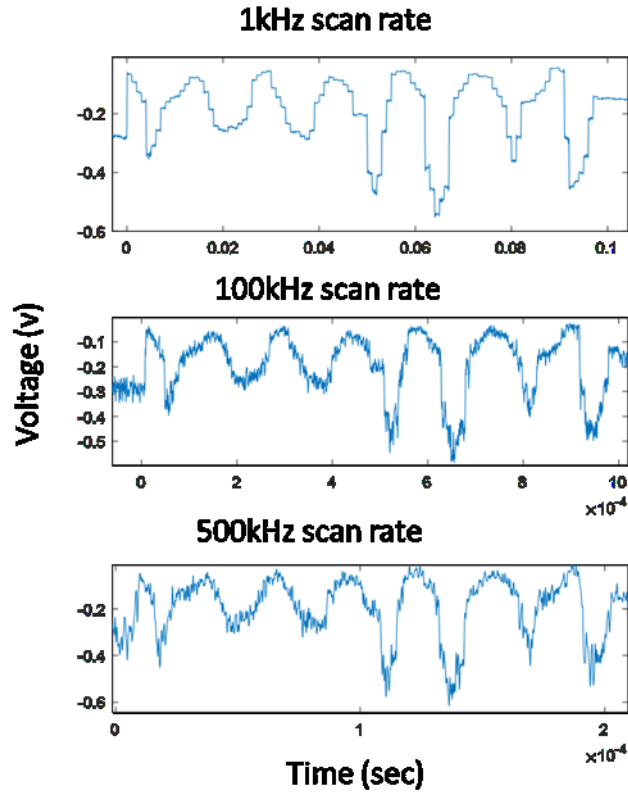 1kHz scan rate
-0.2
-0.4
-0.6
0 0.02 0.04 0.06 0.08 0.1
100kHz scan rate
-0.1
-0.2
-0.3
-0.4
-0.5
0 2 4 6 8 10
×10-4
500kHz scan rate
-0.2
-0.4
-0.6
0 1 2
×10-4
Voltage (v)
Time (sec)